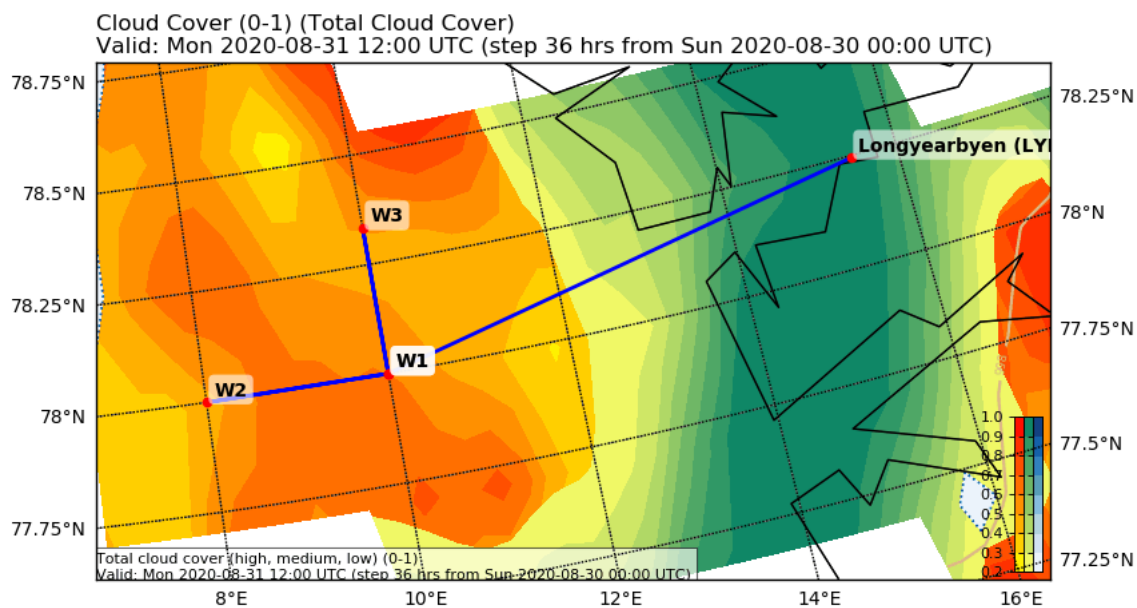 Cloud Cover (0-1) (Total Cloud Cover)
Valid: Mon 2020-08-31 12:00 UTC (step 36 hrs from Sun 2020-08-30 00:00 UTC)
78.75°N
78.5°N
78.25°N
78°N
77.75°N
78.25°N
78°N
77.75°N
77.5°N
77.25°N
Longyearbyen (LY
W3
W1
W2
1.0
0.9
0.8
0.7
0.6
0.5
0.4
0.3
0.2
Total cloud cover (high, medium, low) (0-1)
Valid: Mon 2020-08-31 12:00 UTC (step 36 hrs from Sun 2020-08-30 00:00 UTC)
8°E
10°E
12°E
14°E
16°E